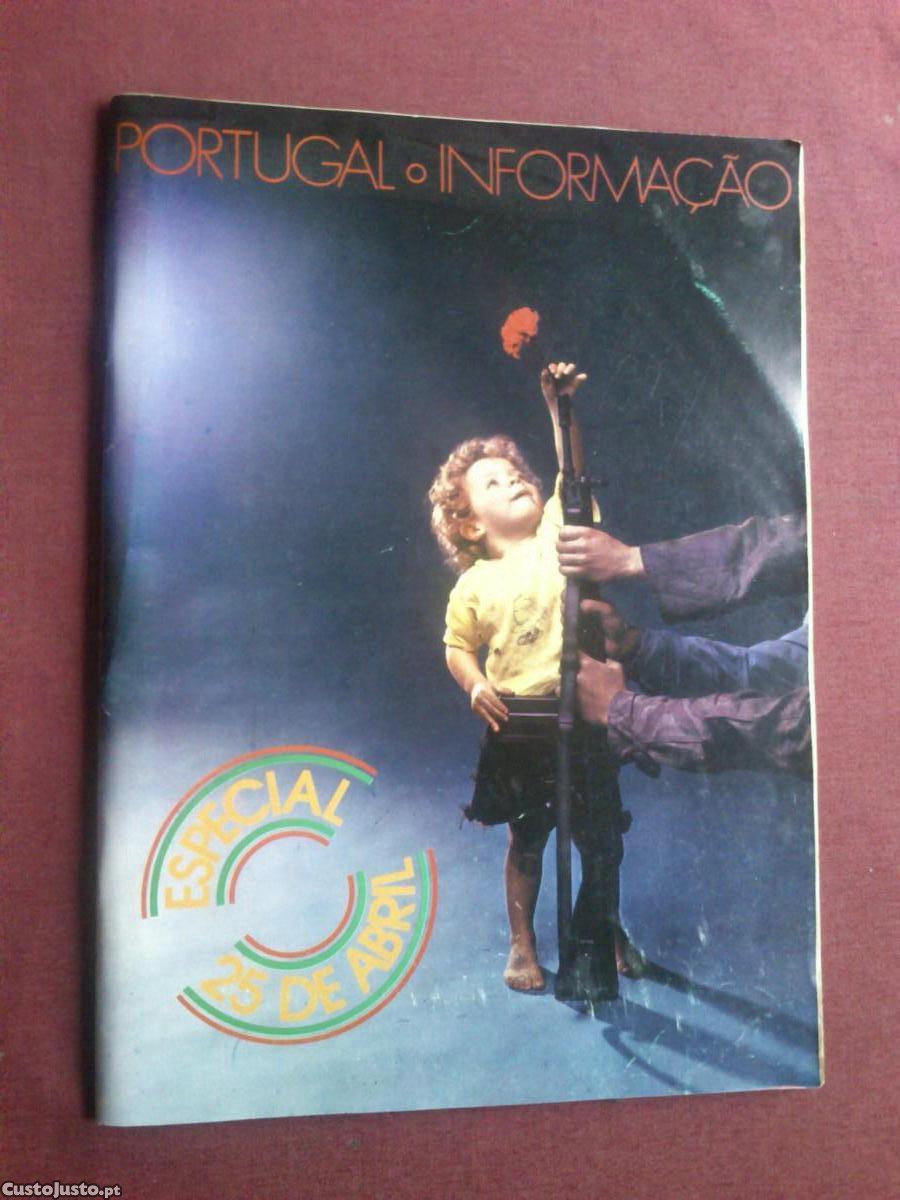 PORTUGAL o INFORMAÇÃO
ESPECIAL
25 DE ABRIL
CustoJusto.pt